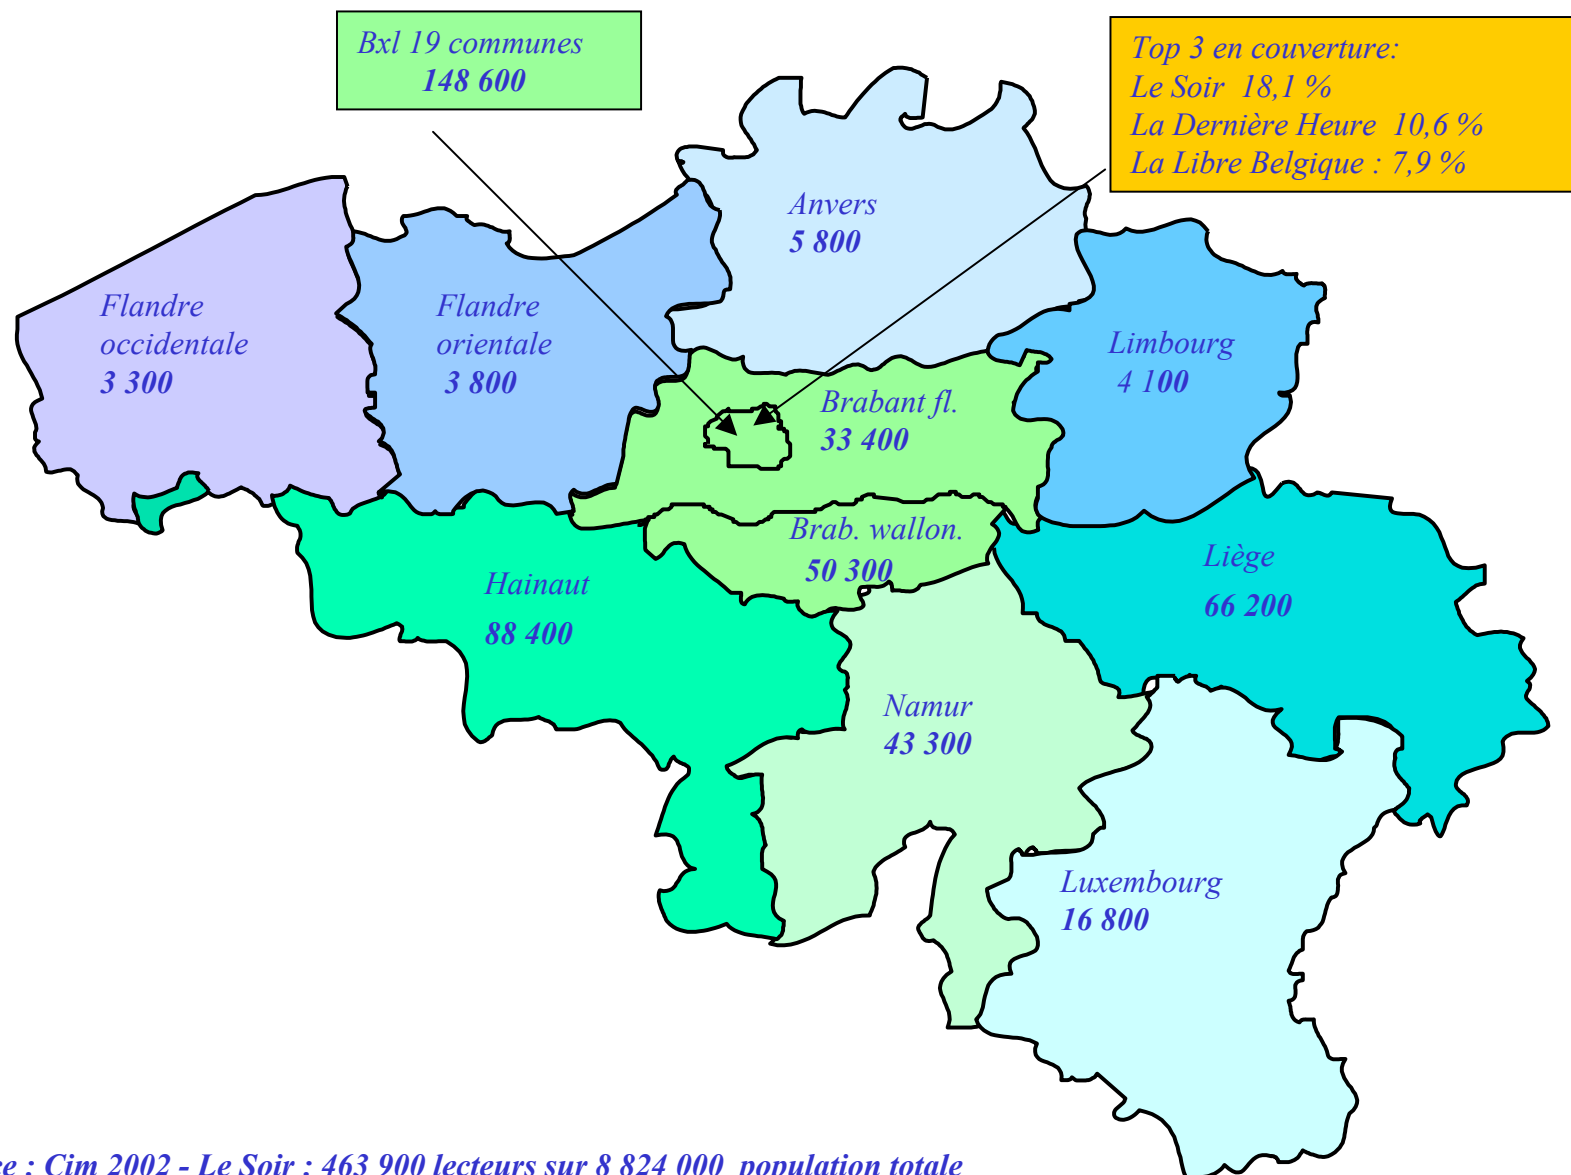 Bxl 19 communes
148 600
Top 3 en couverture:
Le Soir 18,1 %
La Dernière Heure 10,6 %
La Libre Belgique : 7,9 %
Anvers
5 800
Flandre
occidentale
3 300
Flandre
orientale
3 800
Limbourg
4 100
Brabant fl.
33 400
Brab. wallon.
50 300
Liège
66 200
Hainaut
88 400
Namur
43 300
Luxembourg
16 800
: Cim 2002 - Le Soir : 463 900 lecteurs sur 8 824 000 population totale